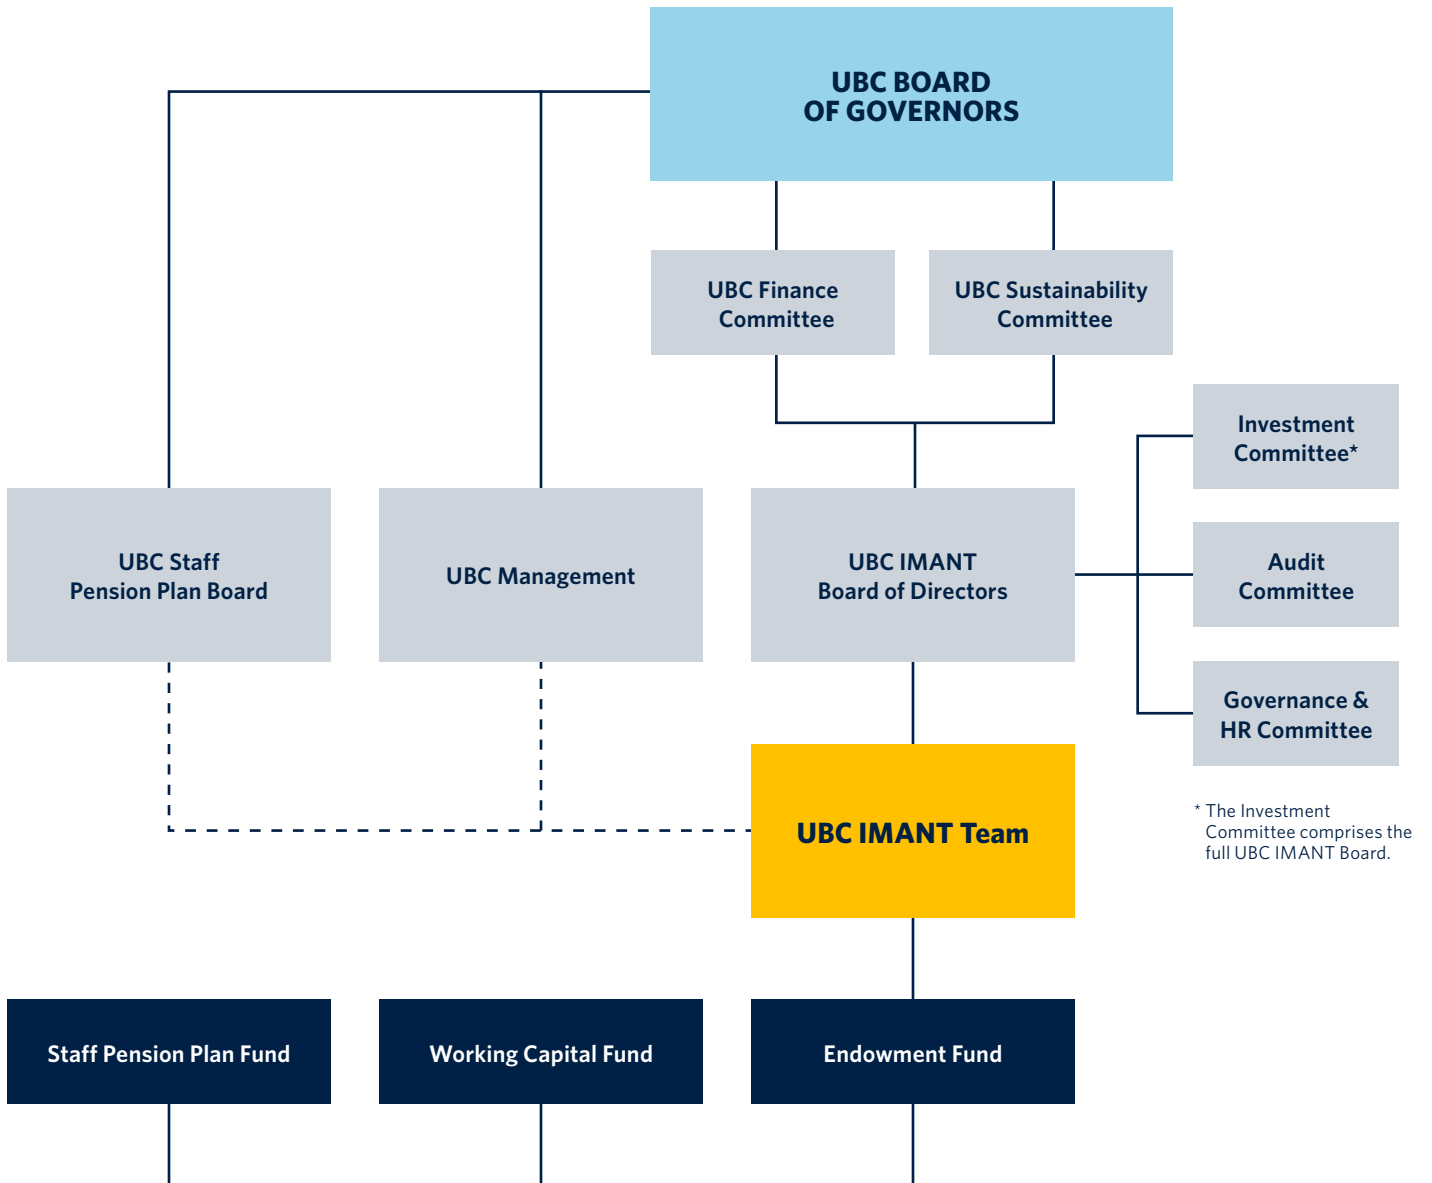 UBC BOARD
OF GOVERNORS
UBC Finance
Committee
UBC Sustainability
Committee
Investment
Committee*
UBC Staff
Pension Plan Board
UBC Management
UBC IMANT
Board of Directors
Audit
Committee
Governance &
HR Committee
* The Investment
Committee comprises the
full UBC IMANT Board.
UBC IMANT Team
Staff Pension Plan Fund
Working Capital Fund
Endowment Fund